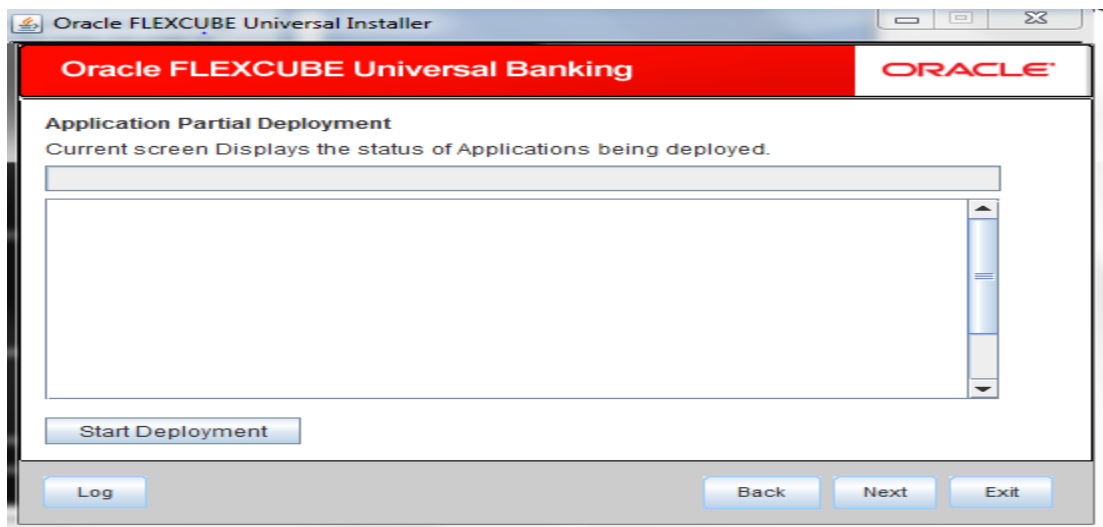 Oracle FLEXCUBE Universal Installer
Oracle FLEXCUBE Universal Banking
ORACLE
Application Partial Deployment
Current screen Displays the status of Applications being deployed.
Start Deployment
Log
Back
Next
Exit